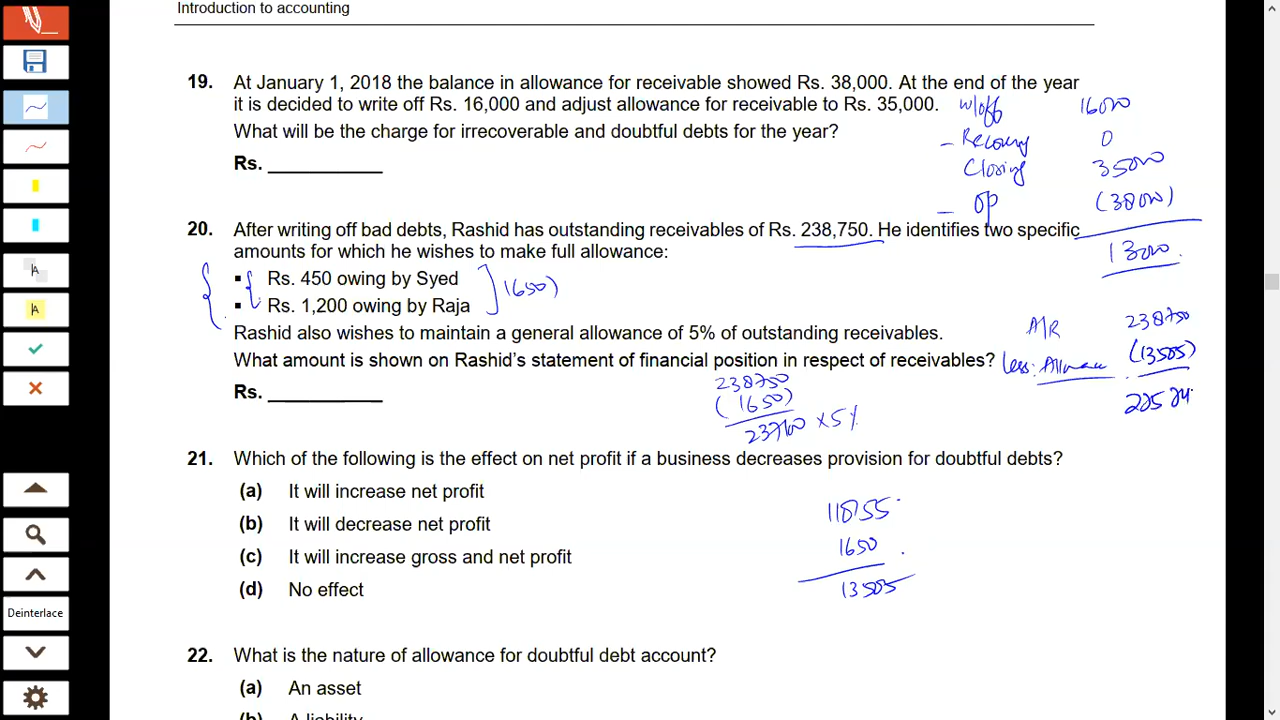 Introduction to accounting
19. At January 1, 2018 the balance in allowance for receivable showed Rs. 38,000. At the end of the year
it is decided to write off Rs. 16,000 and adjust allowance for receivable to Rs. 35,000.
w/off 16000
What will be the charge for irrecoverable and doubtful debts for the year?
- Recovery 0
Rs. ____________
Closing 35000
- OP (38000)
13000
20. After writing off bad debts, Rashid has outstanding receivables of Rs. 238,750. He identifies two specific
amounts for which he wishes to make full allowance:
▪ Rs. 450 owing by Syed
1650)
▪ Rs. 1,200 owing by Raja
Rashid also wishes to maintain a general allowance of 5% of outstanding receivables.
A/R 238750
What amount is shown on Rashid's statement of financial position in respect of receivables?
less: Allowance (13505)
Rs. ____________
238750
(1650)
237100 × 5%
22524
21. Which of the following is the effect on net profit if a business decreases provision for doubtful debts?
(a) It will increase net profit
(b) It will decrease net profit
(c) It will increase gross and net profit
(d) No effect
11855
1650
13505
22. What is the nature of allowance for doubtful debt account?
(a) An asset
(b) A liability
A
A
Deinterlace